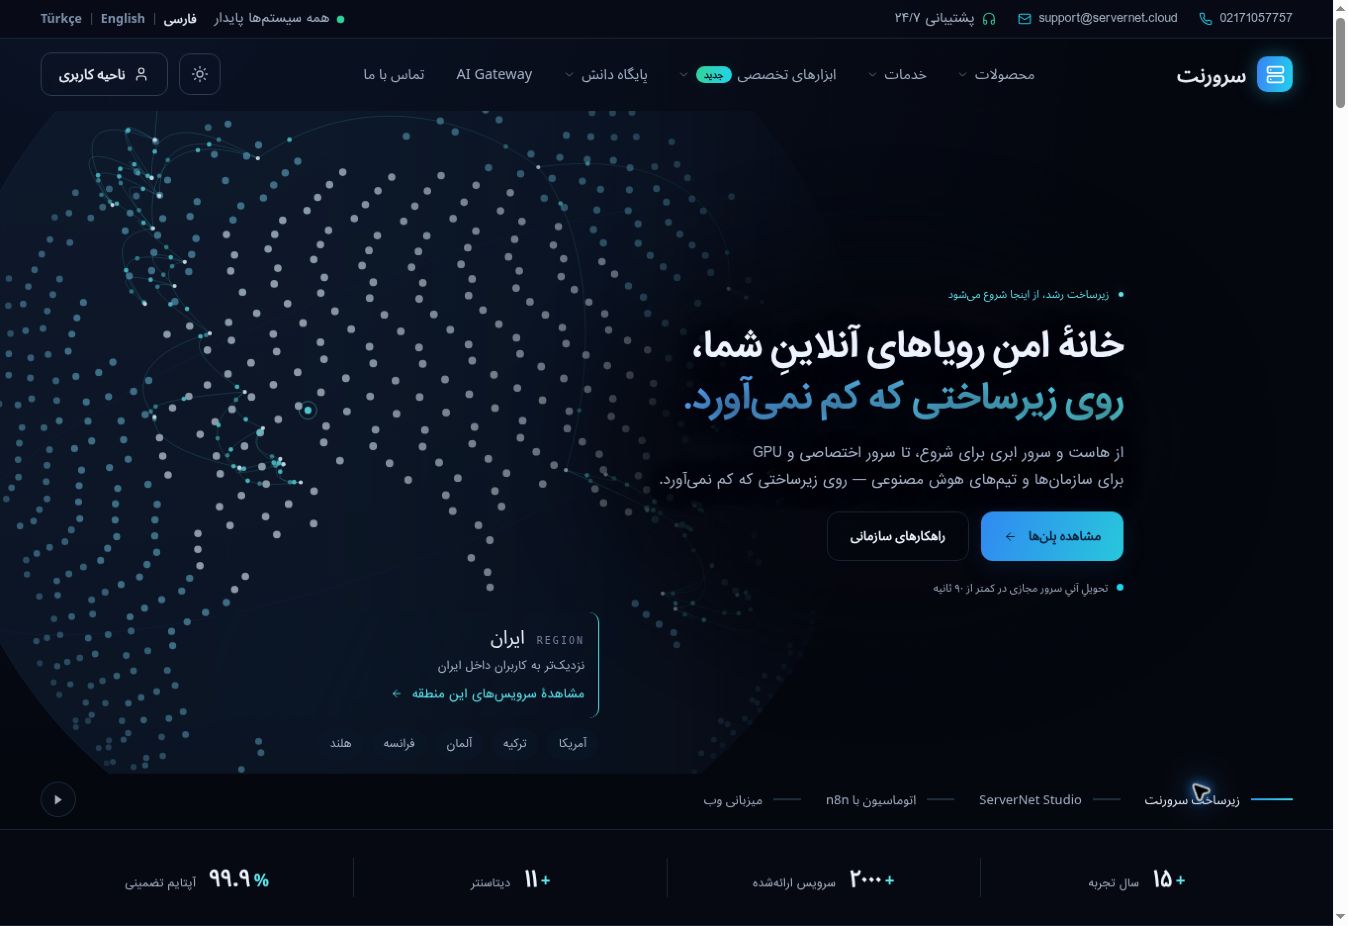 02171057757
support@servernet.cloud
پشتیبانی ۲۴/۷
همه سیستم‌ها پایدار
فارسی | English | Türkçe
سرورنت
محصولات
خدمات
ابزارهای تخصصی جدید
پایگاه دانش
AI Gateway
تماس با ما
ناحیه کاربری
زیرساخت رشد، از اینجا شروع می‌شود
خانهٔ امنِ رویاهای آنلاینِ شما،
روی زیرساختی که کم نمی‌آورد.
از هاست و سرور ابری برای شروع، تا سرور اختصاصی و GPU
برای سازمان‌ها و تیم‌های هوش مصنوعی — روی زیرساختی که کم نمی‌آورد.
مشاهده پلن‌ها ←
راهکارهای سازمانی
تحویلِ آنیِ سرور مجازی در کمتر از ۹۰ ثانیه
REGION ایران
نزدیک‌تر به کاربران داخل ایران
مشاهدهٔ سرویس‌های این منطقه ←
آمریکا
ترکیه
آلمان
فرانسه
هلند
زیرساخت سرورنت
ServerNet Studio
اتوماسیون با n8n
میزبانی وب
+۱۵ سال تجربه
+۲۰۰۰ سرویس ارائه‌شده
+۱۱ دیتاسنتر
%۹۹.۹ آپتایم تضمینی